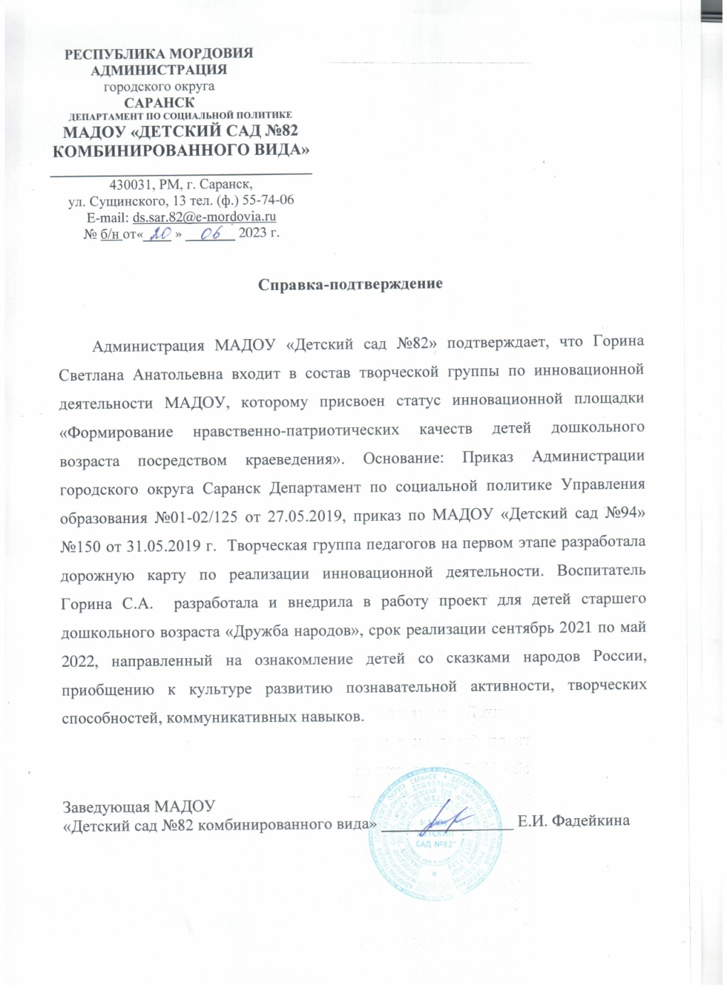 РЕСПУБЛИКА МОРДОВИЯ
АДМИНИСТРАЦИЯ
городского округа
САРАНСК
ДЕПАРТАМЕНТ ПО СОЦИАЛЬНОЙ ПОЛИТИКЕ
МАДОУ «ДЕТСКИЙ САД №82
КОМБИНИРОВАННОГО ВИДА»
430031, РМ, г. Саранск,
ул. Сущинского, 13 тел. (ф.) 55-74-06
E-mail: ds.sar.82@e-mordovia.ru
№ б/н от« 20 » 06 2023 г.
Справка-подтверждение
Администрация МАДОУ «Детский сад №82» подтверждает, что Горина
Светлана Анатольевна входит в состав творческой группы по инновационной
деятельности МАДОУ, которому присвоен статус инновационной площадки
«Формирование нравственно-патриотических качеств детей дошкольного
возраста посредством краеведения». Основание: Приказ Администрации
городского округа Саранск Департамент по социальной политике Управления
образования №01-02/125 от 27.05.2019, приказ по МАДОУ «Детский сад №94»
№150 от 31.05.2019 г. Творческая группа педагогов на первом этапе разработала
дорожную карту по реализации инновационной деятельности. Воспитатель
Горина С.А. разработала и внедрила в работу проект для детей старшего
дошкольного возраста «Дружба народов», срок реализации сентябрь 2021 по май
2022, направленный на ознакомление детей со сказками народов России,
приобщению к культуре развитию познавательной активности, творческих
способностей, коммуникативных навыков.
Заведующая МАДОУ
«Детский сад №82 комбинированного вида» Е.И. Фадейкина
ДЕТСКИЙ
САД №82"